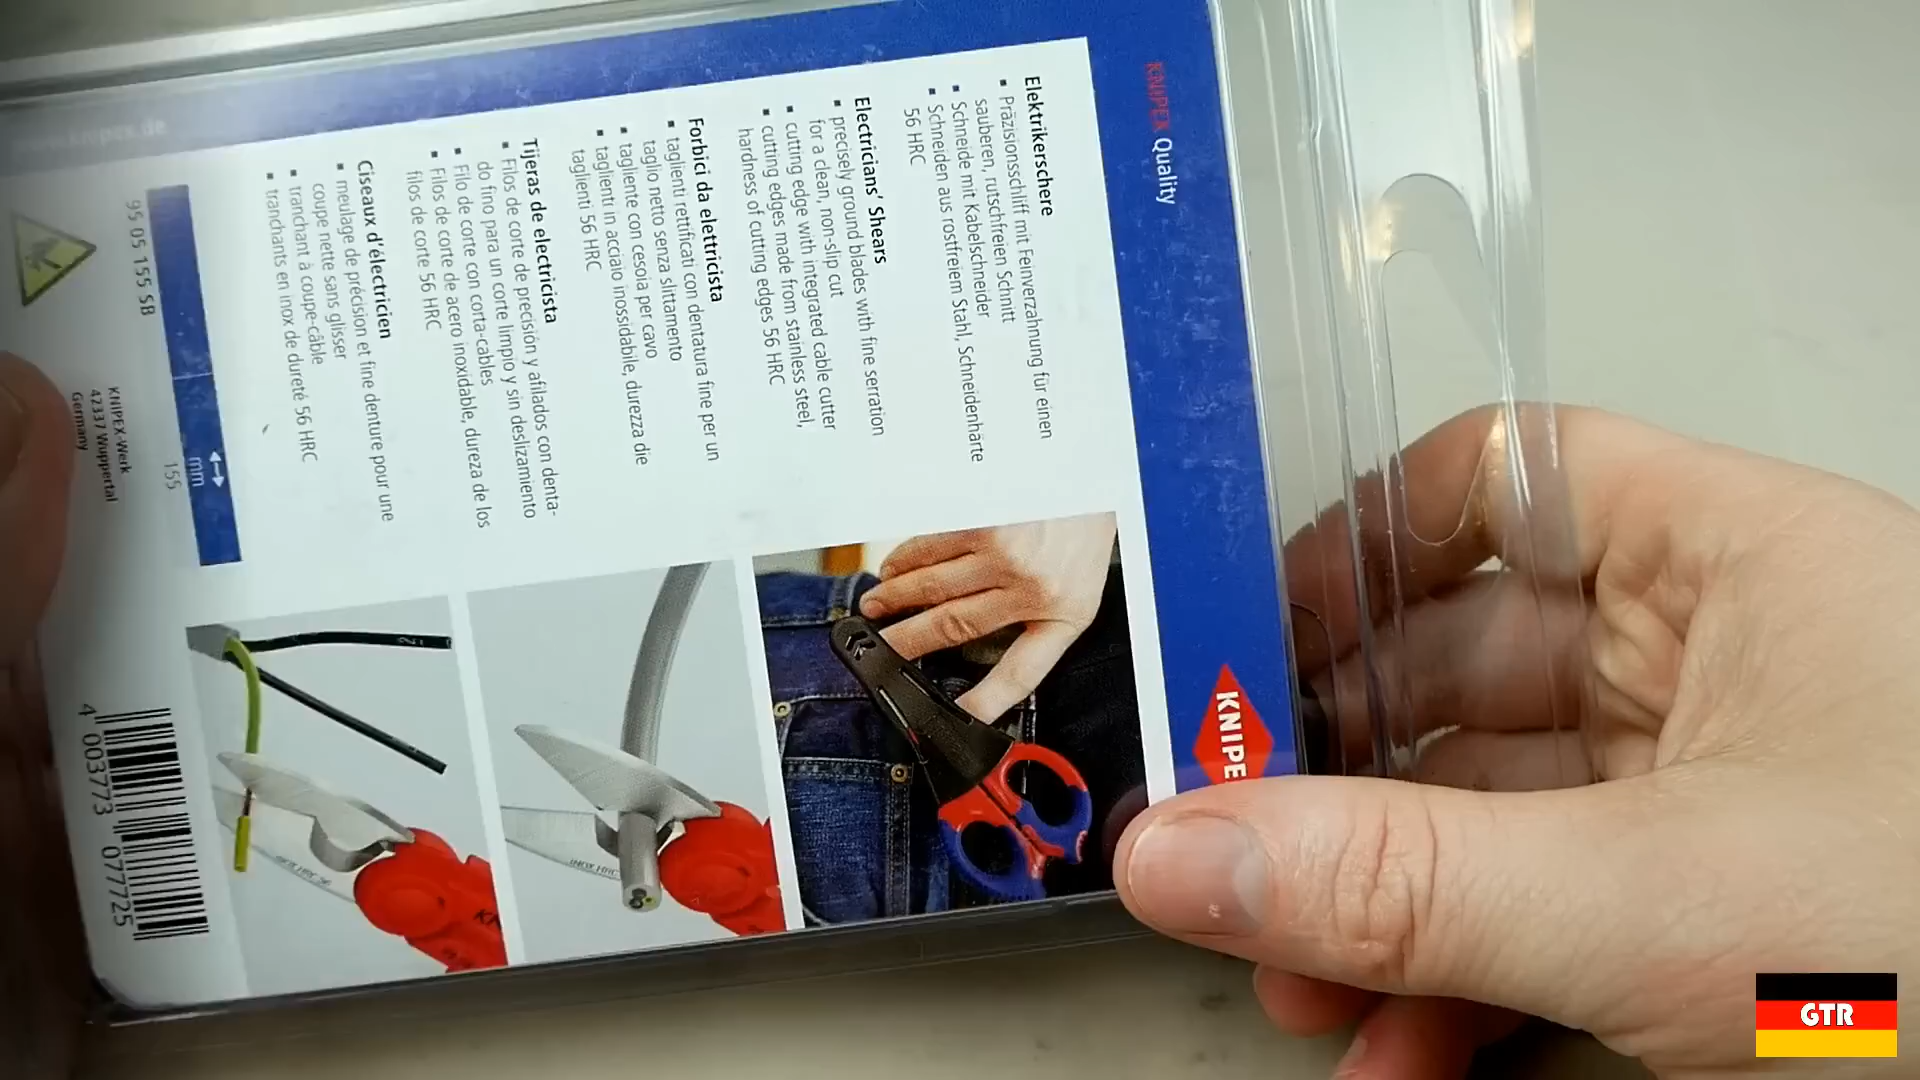 KNIPEX Quality
KNIPE
Elektrikerschere
▪ Präzisionsschliff mit Feinverzahnung für einen
sauberen, rutschfreien Schnitt
▪ Schneide mit Kabelschneider
▪ Schneiden aus rostfreiem Stahl, Schneidenhärte
56 HRC
Electricians' Shears
▪ precisely ground blades with fine serration
for a clean, non-slip cut
▪ cutting edge with integrated cable cutter
▪ cutting edges made from stainless steel,
hardness of cutting edges 56 HRC
Forbici da elettricista
▪ taglienti rettificati con dentatura fine per un
taglio netto senza slittamento
▪ tagliente con cesoia per cavo
▪ taglienti in acciaio inossidabile, durezza die
taglienti 56 HRC
Tijeras de electricista
▪ Filos de corte de precisión y afilados con denta-
do fino para un corte limpio y sin deslizamiento
▪ Filo de corte con corta-cables
▪ Filos de corte de acero inoxidable, dureza de los
filos de corte 56 HRC
Ciseaux d'électricien
▪ meulage de précision et fine denture pour une
coupe nette sans glisser
▪ tranchant à coupe-câble
▪ tranchants en inox de dureté 56 HRC
mm
95 05 155 SB
155
KNIPEX-Werk
42337 Wuppertal
Germany
4 003773 077725
www.knipex.de
GTR